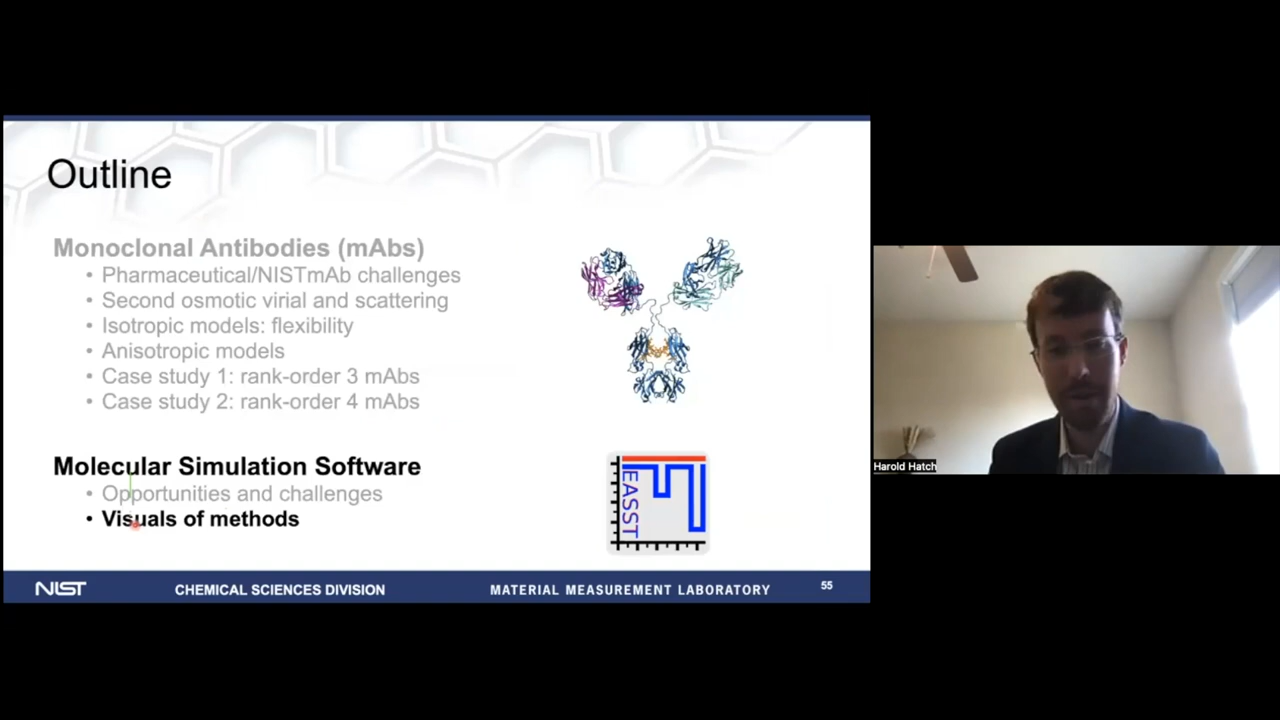 Outline
Monoclonal Antibodies (mAbs)
• Pharmaceutical/NISTmAb challenges
• Second osmotic virial and scattering
• Isotropic models: flexibility
• Anisotropic models
• Case study 1: rank-order 3 mAbs
• Case study 2: rank-order 4 mAbs
Molecular Simulation Software
• Opportunities and challenges
• Visuals of methods
EASST
NIST
CHEMICAL SCIENCES DIVISION
MATERIAL MEASUREMENT LABORATORY
55
Harold Hatch